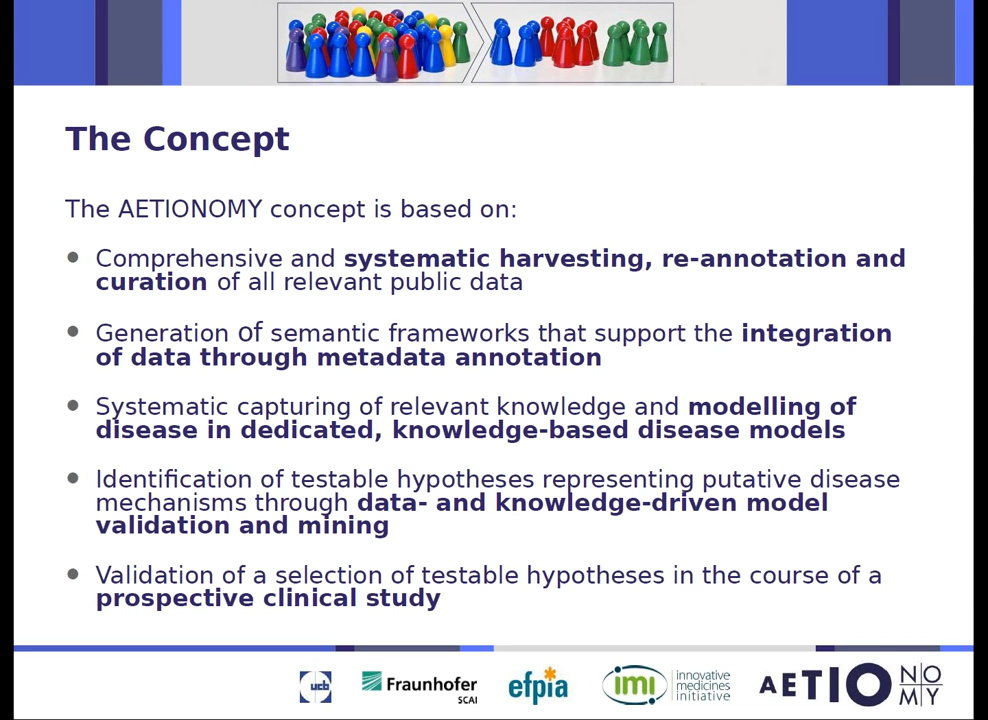 The Concept
The AETIONOMY concept is based on:
Comprehensive and systematic harvesting, re-annotation and
curation of all relevant public data
Generation of semantic frameworks that support the integration
of data through metadata annotation
Systematic capturing of relevant knowledge and modelling of
disease in dedicated, knowledge-based disease models
Identification of testable hypotheses representing putative disease
mechanisms through data- and knowledge-driven model
validation and mining
Validation of a selection of testable hypotheses in the course of a
prospective clinical study
ucb
Fraunhofer
SCAI
efpia
imi
innovative
medicines
initiative
AETIO
NO
MY